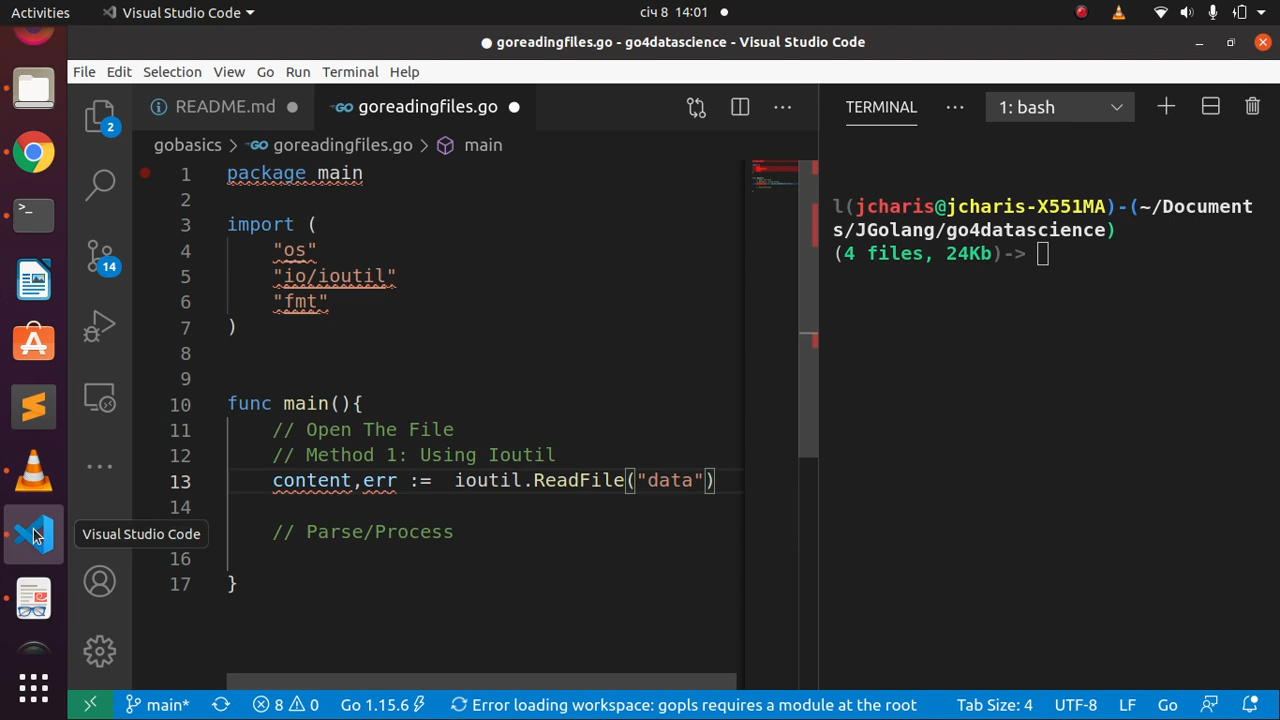 Activities Visual Studio Code січ 8 14:01
goreadingfiles.go - go4datascience - Visual Studio Code
File Edit Selection View Go Run Terminal Help
README.md goreadingfiles.go TERMINAL 1: bash
gobasics > goreadingfiles.go > main
1 package main
2
3 import (
4 "os"
5 "io/ioutil"
6 "fmt"
7 )
8
9
10 func main(){
11 // Open The File
12 // Method 1: Using Ioutil
13 content,err := ioutil.ReadFile("data")
14
// Parse/Process
16
17 }
l(jcharis@jcharis-X551MA)-(~/Document
s/JGolang/go4datascience)
(4 files, 24Kb)->
2
14
Visual Studio Code
main* 8 0 Go 1.15.6 Error loading workspace: gopls requires a module at the root Tab Size: 4 UTF-8 LF Go